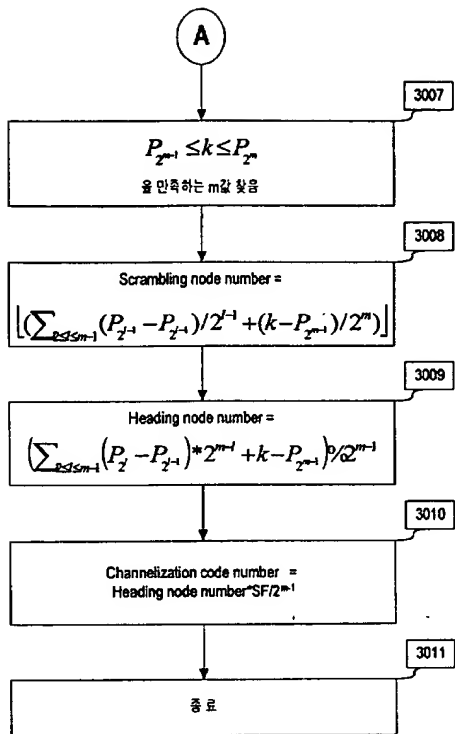 A
3007
P_{2^{m-1}} ≤ k ≤ P_{2^m}
을 만족하는 m값 찾음
3008
Scrambling node number =
⌊(∑_{2≤l≤m-1}(P_{2^{l-1}} − P_{2^{l-1}})/2^{l-1} + (k − P_{2^{m-1}})/2^m)⌋
3009
Heading node number =
(∑_{2≤l≤m-1}(P_{2^l} − P_{2^{l-1}})*2^{m-l} + k − P_{2^{m-1}})%2^{m-1}
3010
Channelization code number =
Heading node number*SF/2^{m-1}
3011
종료